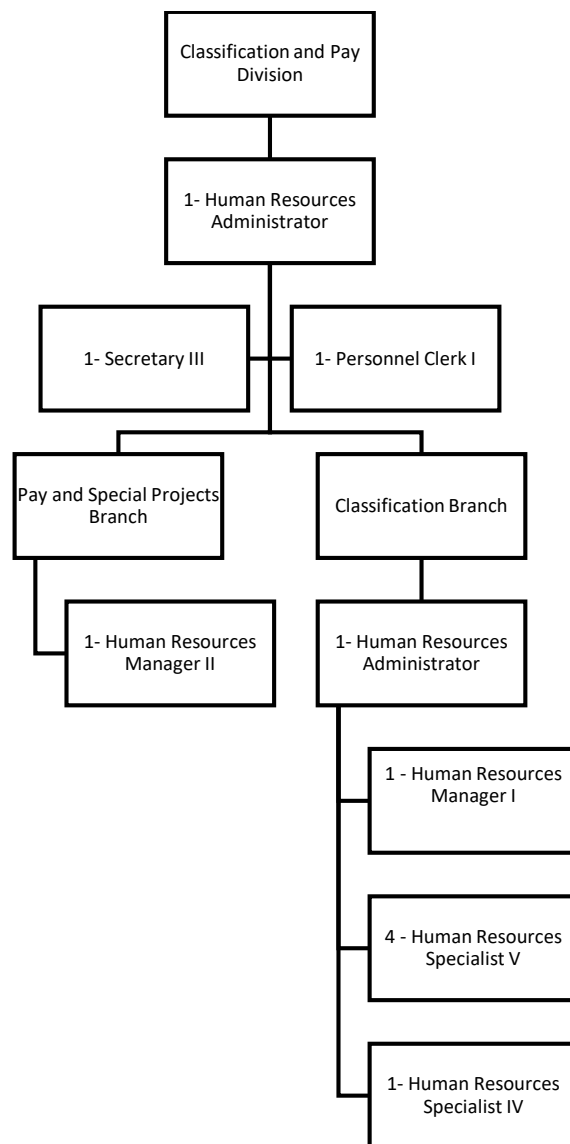 Classification and Pay
Division
1- Human Resources
Administrator
1- Secretary III
1- Personnel Clerk I
Pay and Special Projects
Branch
Classification Branch
1- Human Resources
Manager II
1- Human Resources
Administrator
1 - Human Resources
Manager I
4 - Human Resources
Specialist V
1- Human Resources
Specialist IV